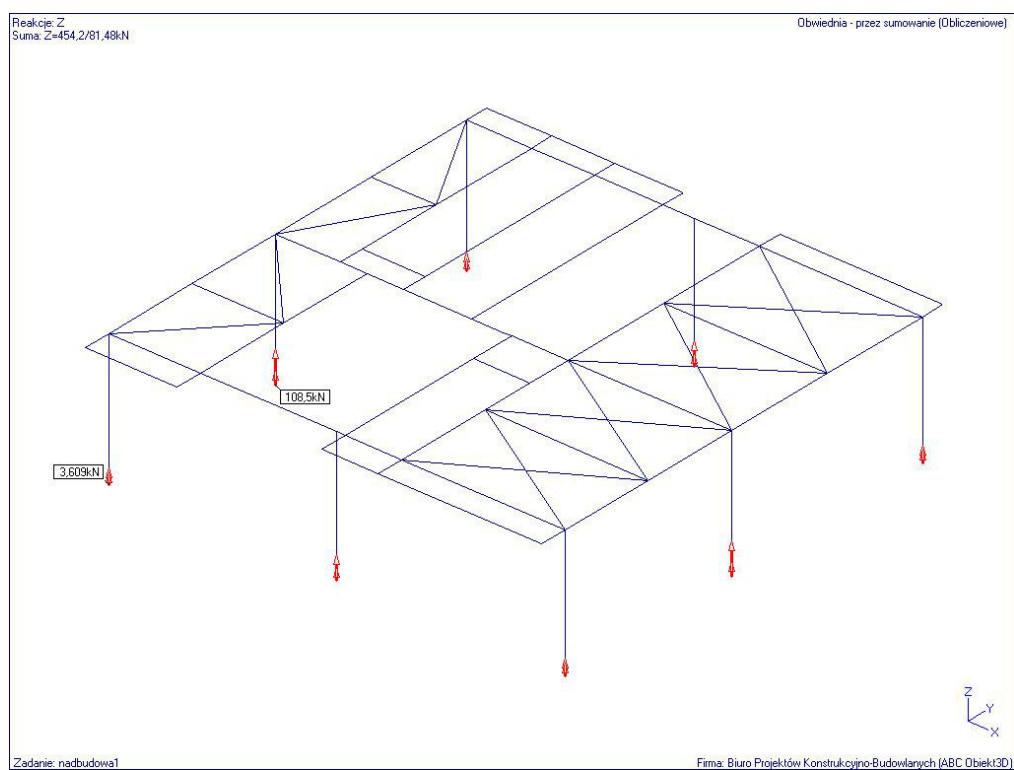 Reakcje: Z
Obwiednia - przez sumowanie (Obliczeniowe)
Suma: Z=454,2/81,48kN
108,5kN
3,609kN
Z
Y
X
Zadanie: nadbudowa1
Firma: Biuro Projektów Konstrukcyjno-Budowlanych (ABC Obiekt3D)